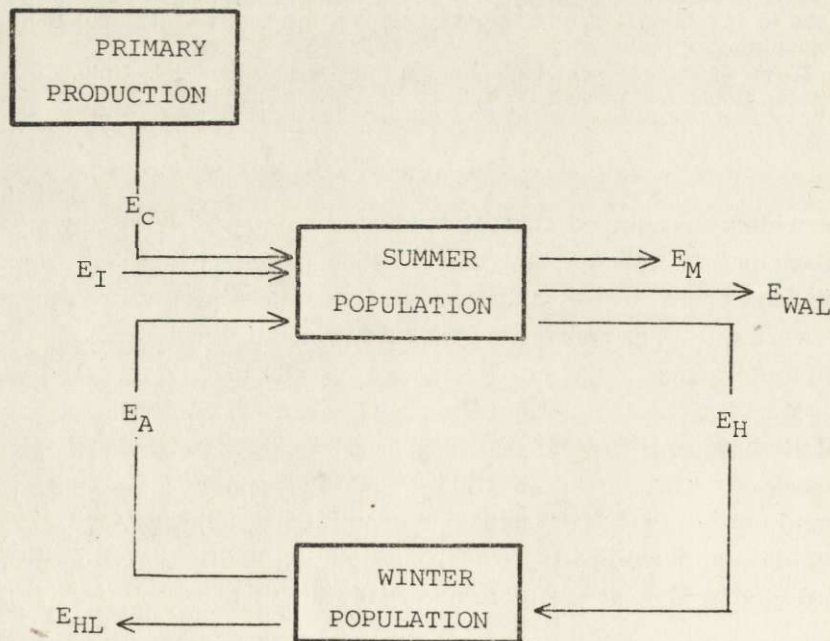 PRIMARY
PRODUCTION
E_C
E_I
SUMMER
POPULATION
E_M
E_WAL
E_A
E_H
WINTER
POPULATION
E_HL